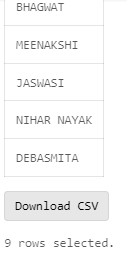 BHAGWAT
MEENAKSHI
JASWASI
NIHAR NAYAK
DEBASMITA
Download CSV
9 rows selected.